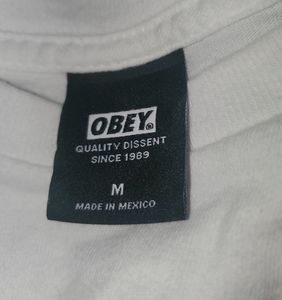 OBEY®
QUALITY DISSENT
SINCE 1989
M
MADE IN MEXICO